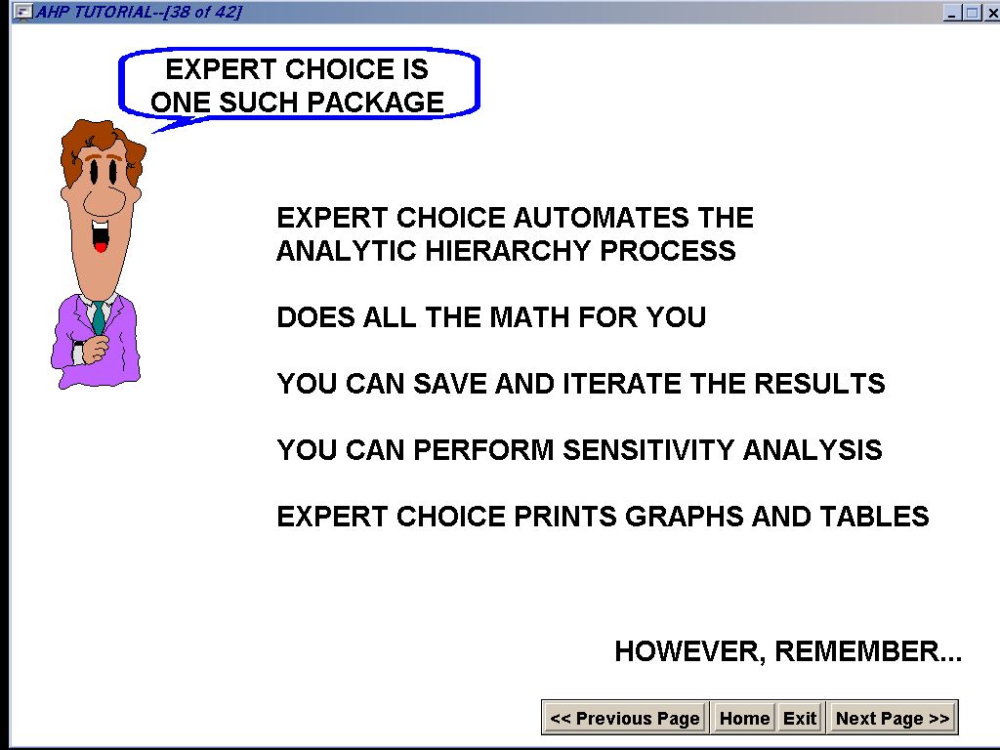 AHP TUTORIAL--[38 of 42]
EXPERT CHOICE IS
ONE SUCH PACKAGE
EXPERT CHOICE AUTOMATES THE
ANALYTIC HIERARCHY PROCESS
DOES ALL THE MATH FOR YOU
YOU CAN SAVE AND ITERATE THE RESULTS
YOU CAN PERFORM SENSITIVITY ANALYSIS
EXPERT CHOICE PRINTS GRAPHS AND TABLES
HOWEVER, REMEMBER...
<< Previous Page Home Exit Next Page >>